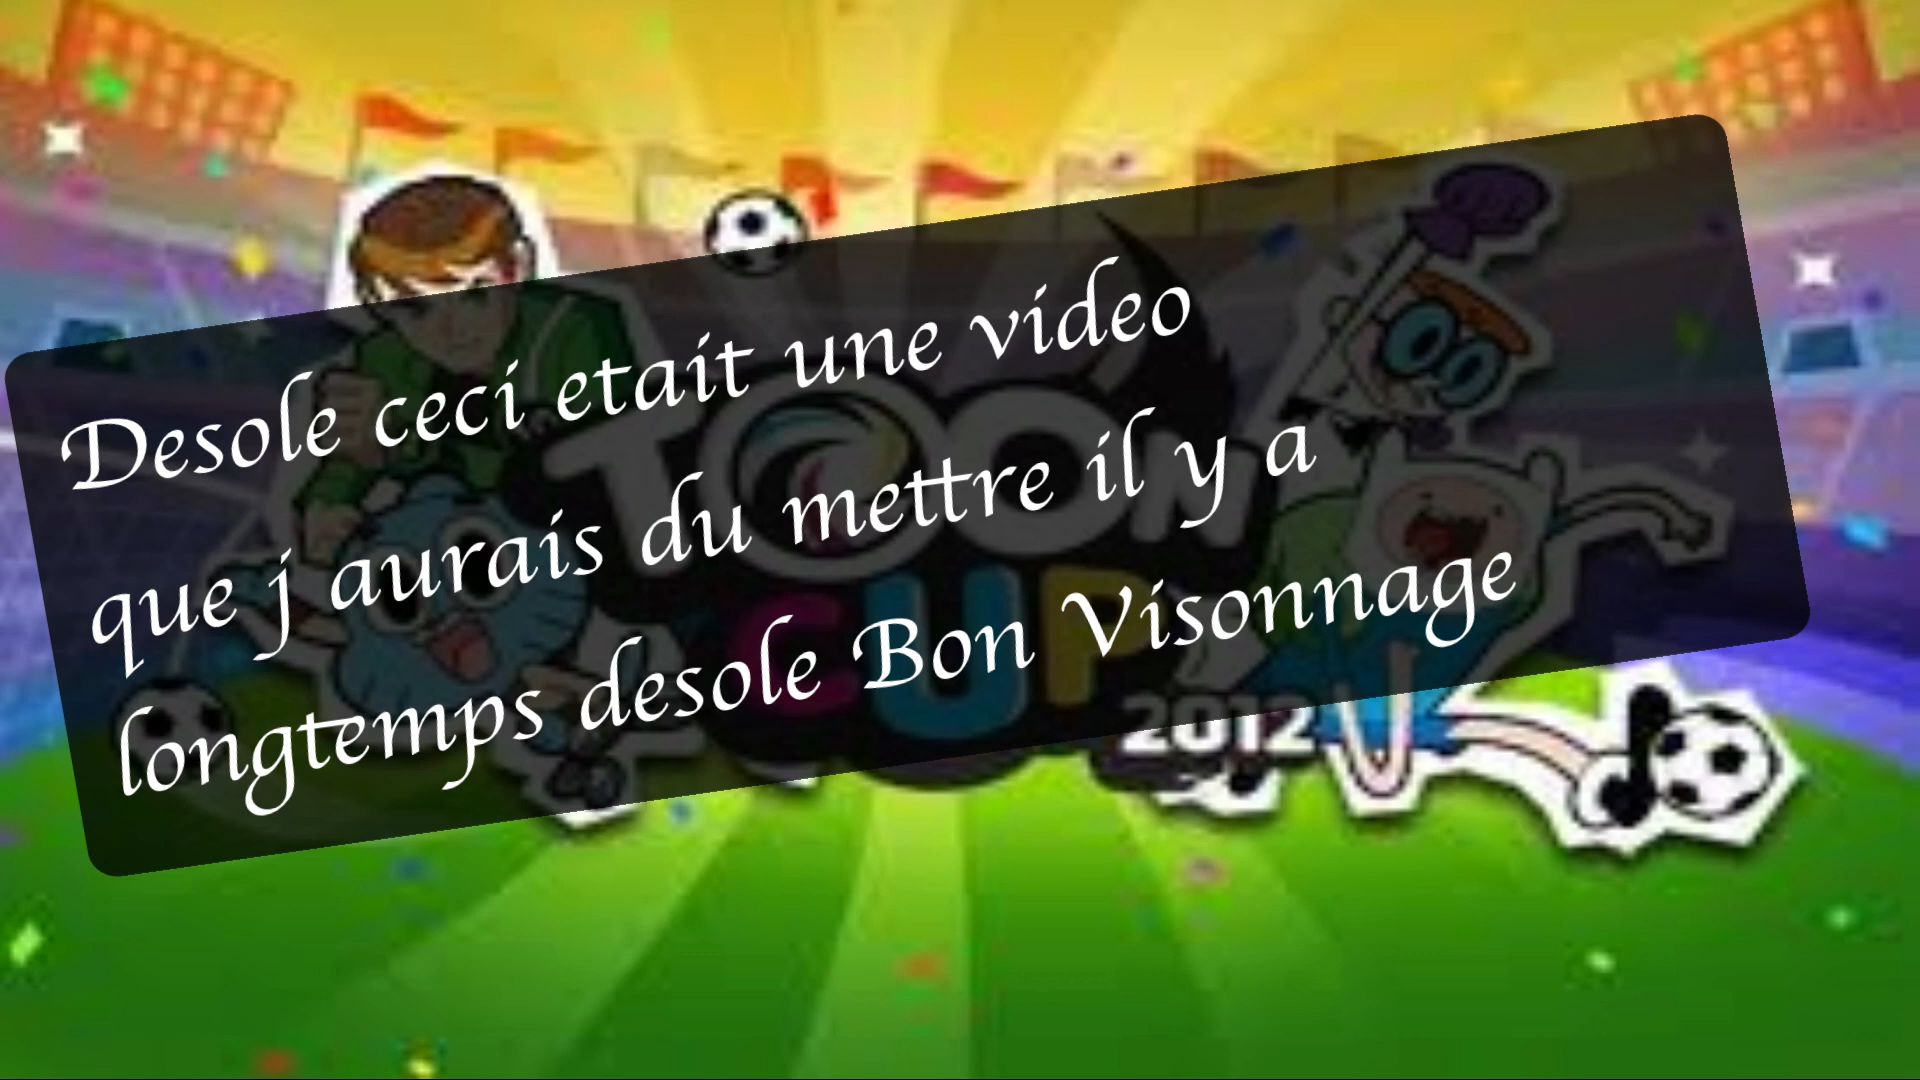 Desole ceci etait une video
que j aurais du mettre il y a
longtemps desole Bon Visonnage
TOON
CUP
2012